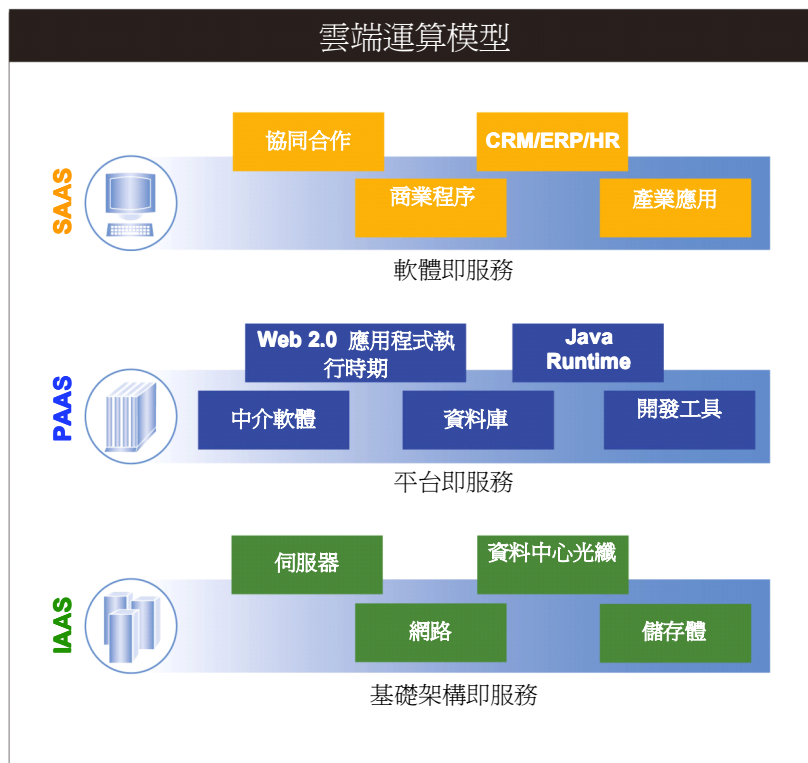 雲端運算模型
SAAS
協同合作
CRM/ERP/HR
商業程序
產業應用
軟體即服務
PAAS
Web 2.0 應用程式執
行時期
Java
Runtime
中介軟體
資料庫
開發工具
平台即服務
IAAS
伺服器
資料中心光纖
網路
儲存體
基礎架構即服務